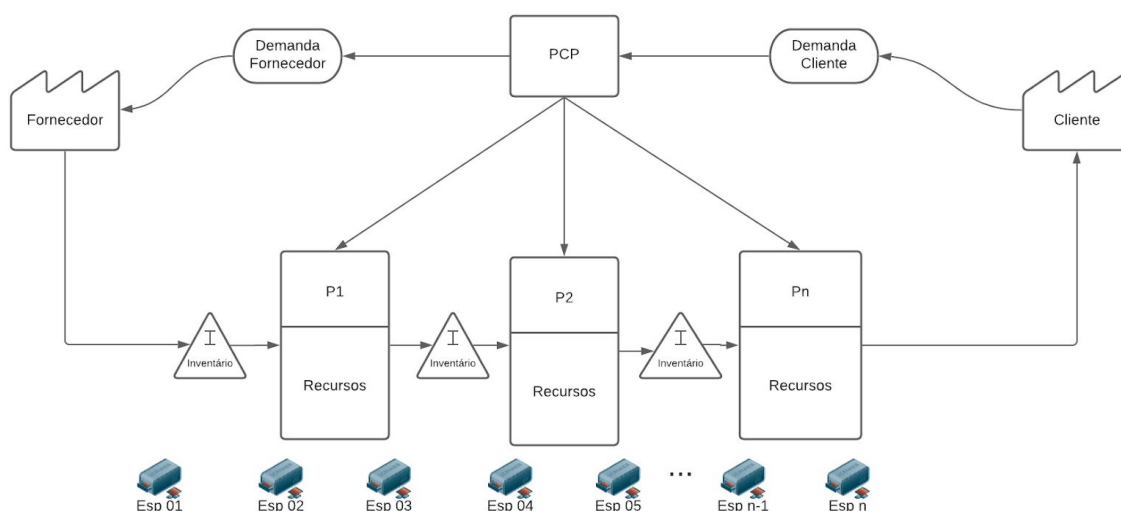 Demanda
Fornecedor
PCP
Demanda
Cliente
Fornecedor
Cliente
P1
P2
Pn
I
Inventário
I
Inventário
I
Inventário
Recursos
Recursos
Recursos
...
Esp 01
Esp 02
Esp 03
Esp 04
Esp 05
Esp n-1
Esp n